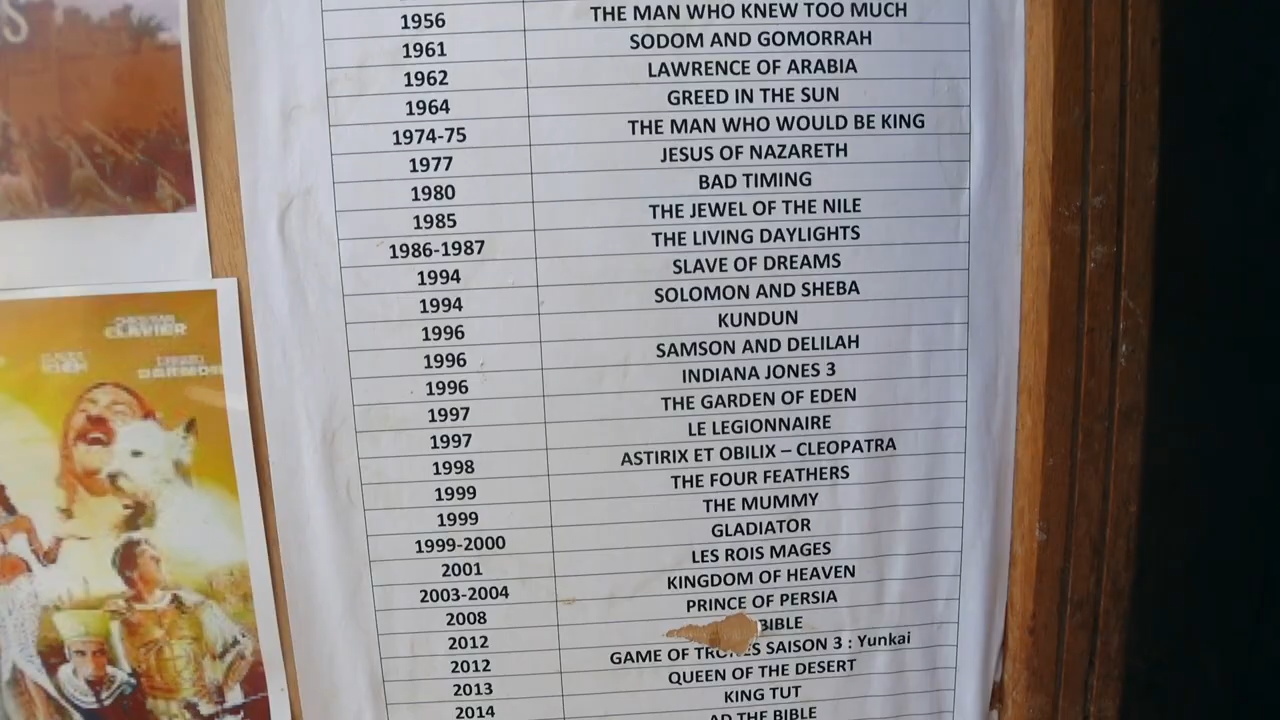 1956 THE MAN WHO KNEW TOO MUCH
1961 SODOM AND GOMORRAH
1962 LAWRENCE OF ARABIA
1964 GREED IN THE SUN
1974-75 THE MAN WHO WOULD BE KING
1977 JESUS OF NAZARETH
1980 BAD TIMING
1985 THE JEWEL OF THE NILE
1986-1987 THE LIVING DAYLIGHTS
1994 SLAVE OF DREAMS
1994 SOLOMON AND SHEBA
1996 KUNDUN
1996 SAMSON AND DELILAH
1996 INDIANA JONES 3
1997 THE GARDEN OF EDEN
1997 LE LEGIONNAIRE
1998 ASTIRIX ET OBILIX – CLEOPATRA
1999 THE FOUR FEATHERS
1999 THE MUMMY
1999-2000 GLADIATOR
2001 LES ROIS MAGES
2003-2004 KINGDOM OF HEAVEN
2008 PRINCE OF PERSIA
2012 BIBLE
2012 GAME OF TRONES SAISON 3 : Yunkai
2013 QUEEN OF THE DESERT
2014 KING TUT
AD THE BIBLE
CLAVIER